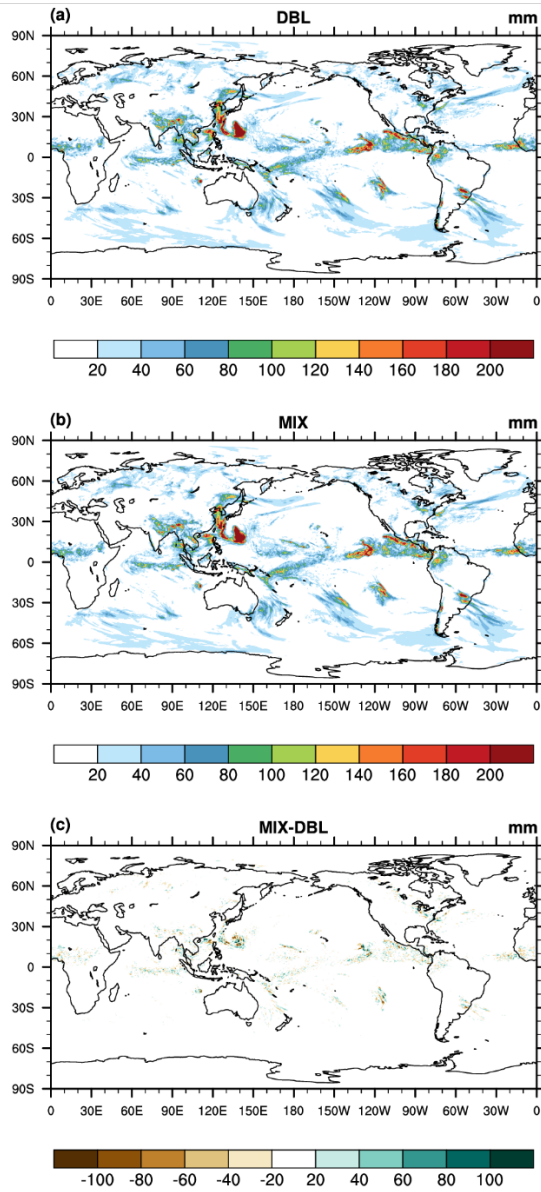 (a) DBL mm
90N
60N
30N
0
30S
60S
90S
0 30E 60E 90E 120E 150E 180 150W 120W 90W 60W 30W 0
20 40 60 80 100 120 140 160 180 200
(b) MIX mm
90N
60N
30N
0
30S
60S
90S
0 30E 60E 90E 120E 150E 180 150W 120W 90W 60W 30W 0
20 40 60 80 100 120 140 160 180 200
(c) MIX-DBL mm
90N
60N
30N
0
30S
60S
90S
0 30E 60E 90E 120E 150E 180 150W 120W 90W 60W 30W 0
-100 -80 -60 -40 -20 20 40 60 80 100